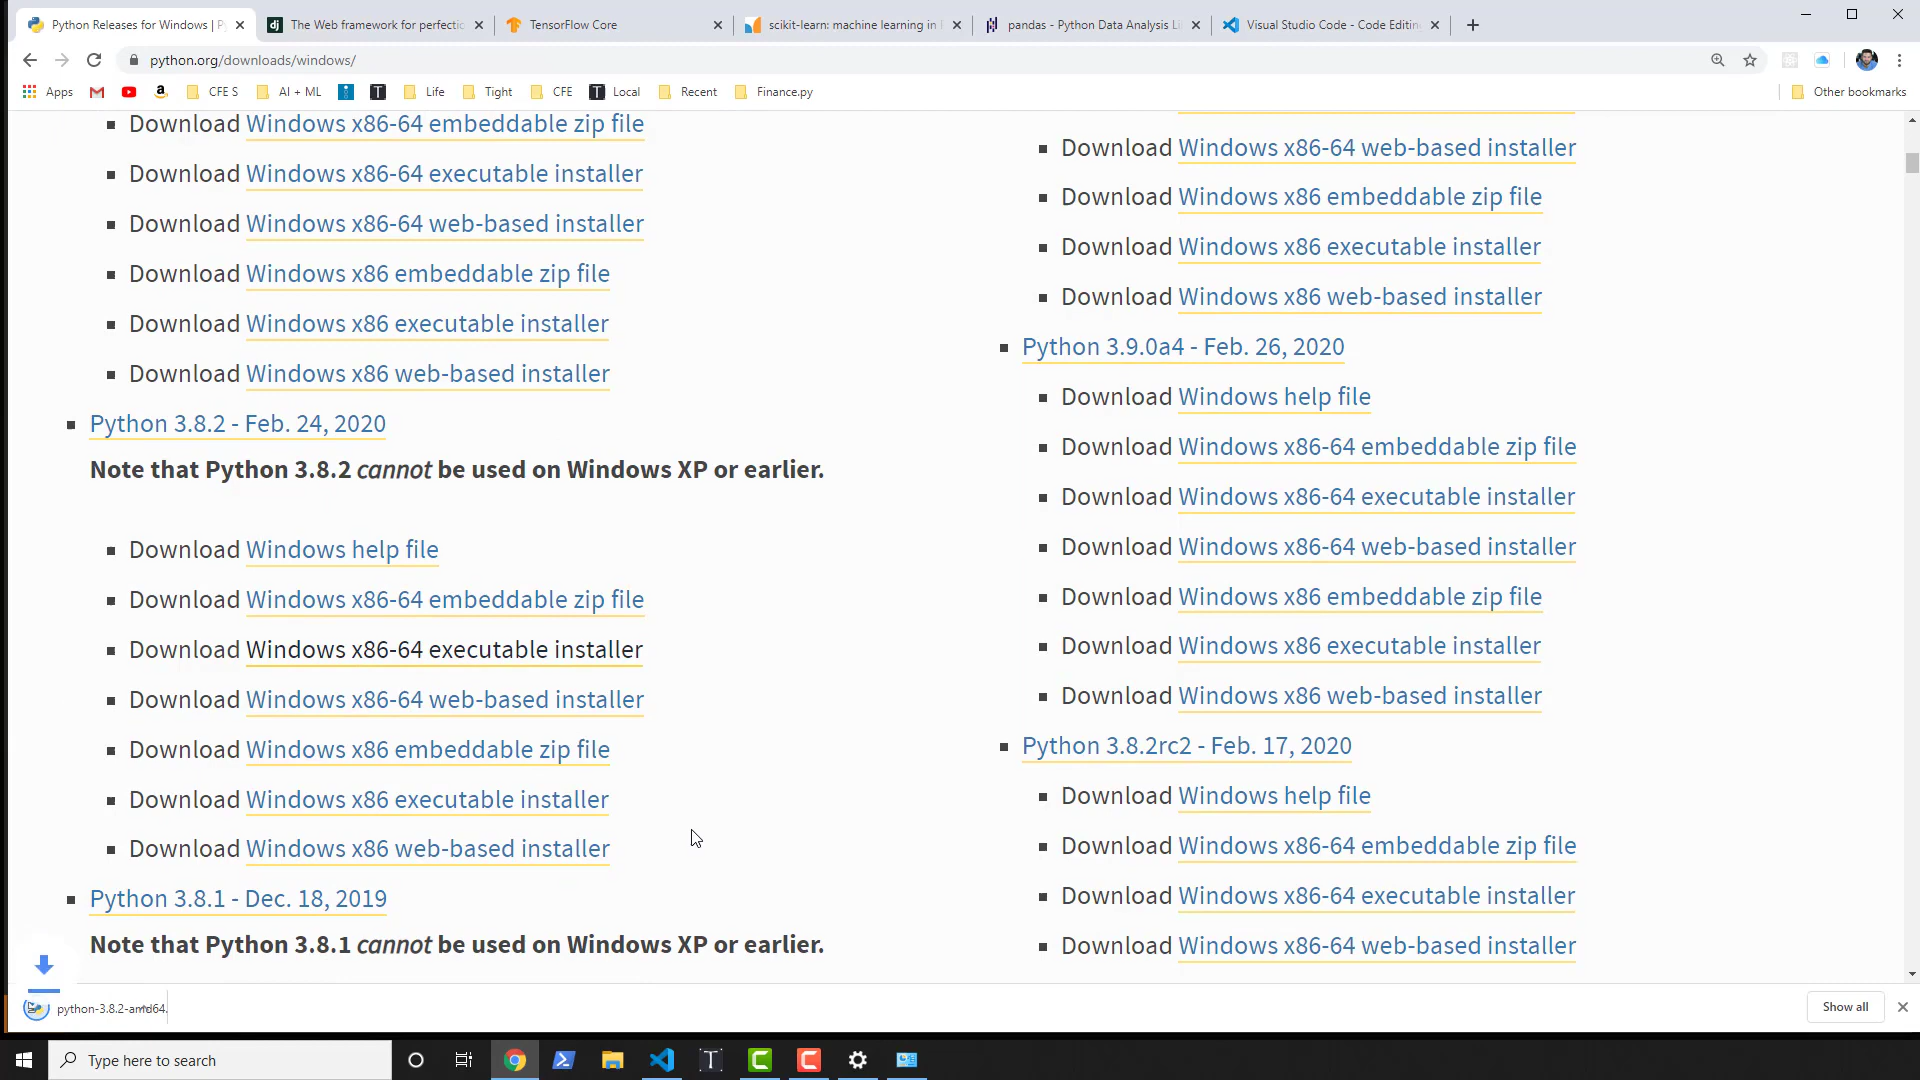 Python Releases for Windows | P
The Web framework for perfectio
TensorFlow Core
scikit-learn: machine learning in P
pandas - Python Data Analysis Li
Visual Studio Code - Code Editin
python.org/downloads/windows/
Apps
CFE S
AI + ML
T
Life
Tight
CFE
T
Local
Recent
Finance.py
Other bookmarks
Download Windows x86-64 embeddable zip file
Download Windows x86-64 executable installer
Download Windows x86-64 web-based installer
Download Windows x86 embeddable zip file
Download Windows x86 executable installer
Download Windows x86 web-based installer
Python 3.8.2 - Feb. 24, 2020
Note that Python 3.8.2 cannot be used on Windows XP or earlier.
Download Windows help file
Download Windows x86-64 embeddable zip file
Download Windows x86-64 executable installer
Download Windows x86-64 web-based installer
Download Windows x86 embeddable zip file
Download Windows x86 executable installer
Download Windows x86 web-based installer
Python 3.8.1 - Dec. 18, 2019
Note that Python 3.8.1 cannot be used on Windows XP or earlier.
Download Windows x86-64 web-based installer
Download Windows x86 embeddable zip file
Download Windows x86 executable installer
Download Windows x86 web-based installer
Python 3.9.0a4 - Feb. 26, 2020
Download Windows help file
Download Windows x86-64 embeddable zip file
Download Windows x86-64 executable installer
Download Windows x86-64 web-based installer
Download Windows x86 embeddable zip file
Download Windows x86 executable installer
Download Windows x86 web-based installer
Python 3.8.2rc2 - Feb. 17, 2020
Download Windows help file
Download Windows x86-64 embeddable zip file
Download Windows x86-64 executable installer
Download Windows x86-64 web-based installer
python-3.8.2-amd64.
Show all
Type here to search
T